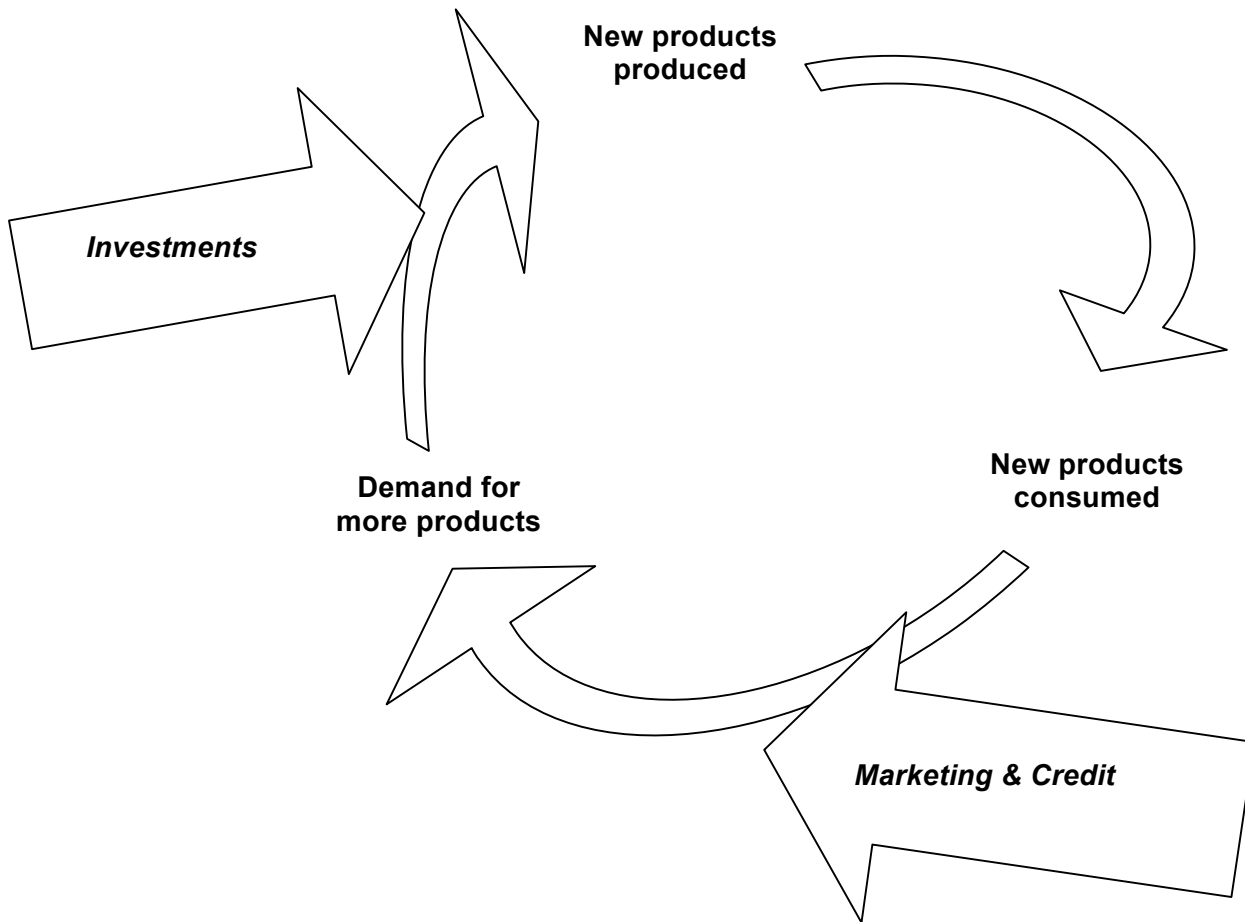 New products
produced
Investments
New products
consumed
Demand for
more products
Marketing & Credit